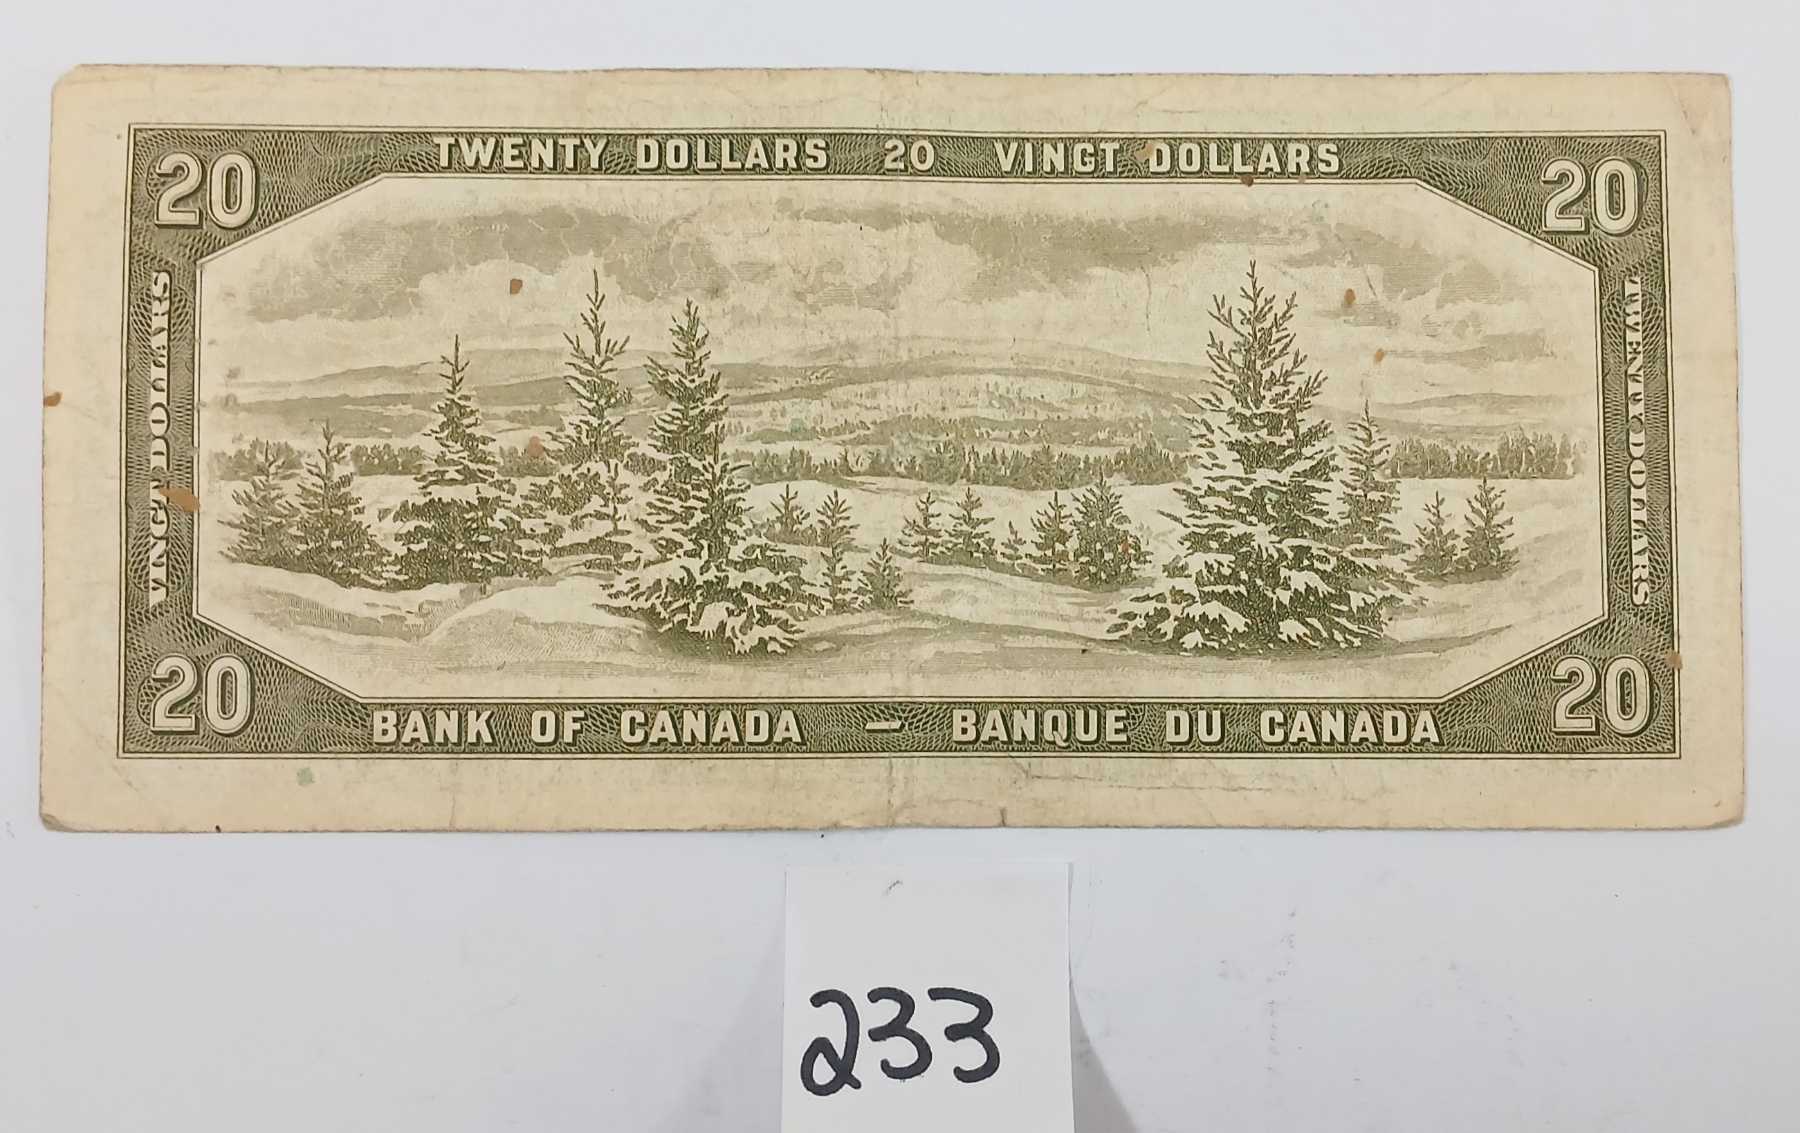 TWENTY DOLLARS 20 VINGT DOLLARS
20
20
VINGT DOLLARS
TWENTY DOLLARS
20
20
BANK OF CANADA — BANQUE DU CANADA
233